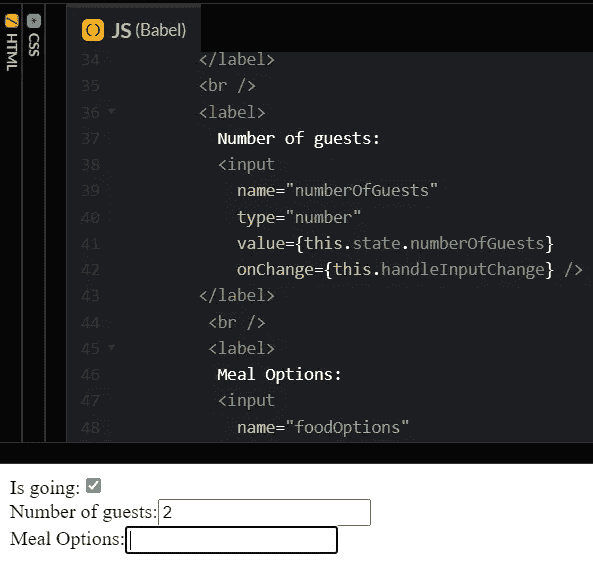 HTML
CSS
JS (Babel)
34 </label>
35 <br />
36 <label>
37 Number of guests:
38 <input
39 name="numberOfGuests"
40 type="number"
41 value={this.state.numberOfGuests}
42 onChange={this.handleInputChange} />
43 </label>
44 <br />
45 <label>
46 Meal Options:
47 <input
48 name="foodOptions"
Is going:
Number of guests: 2
Meal Options: